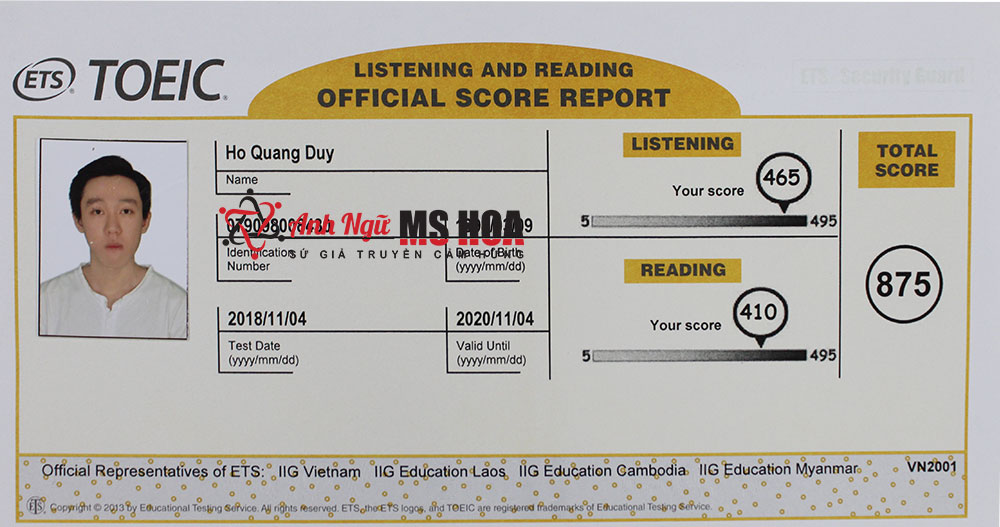 ETS TOEIC
LISTENING AND READING
OFFICIAL SCORE REPORT
ETS - Security Guard
Ho Quang Duy
Name
Anh Ngữ MS HOA
SỨ GIẢ TRUYỀN CẢM HỨNG
Identification
Number
Date of Birth
(yyyy/mm/dd)
2018/11/04
Test Date
(yyyy/mm/dd)
2020/11/04
Valid Until
(yyyy/mm/dd)
LISTENING
Your score
465
5
495
READING
Your score
410
5
495
TOTAL
SCORE
875
Official Representatives of ETS: IIG Vietnam IIG Education Laos IIG Education Cambodia IIG Education Myanmar
VN2001
ETS Copyright © 2013 by Educational Testing Service. All rights reserved. ETS, the ETS logos, and TOEIC are registered trademarks of Educational Testing Service.